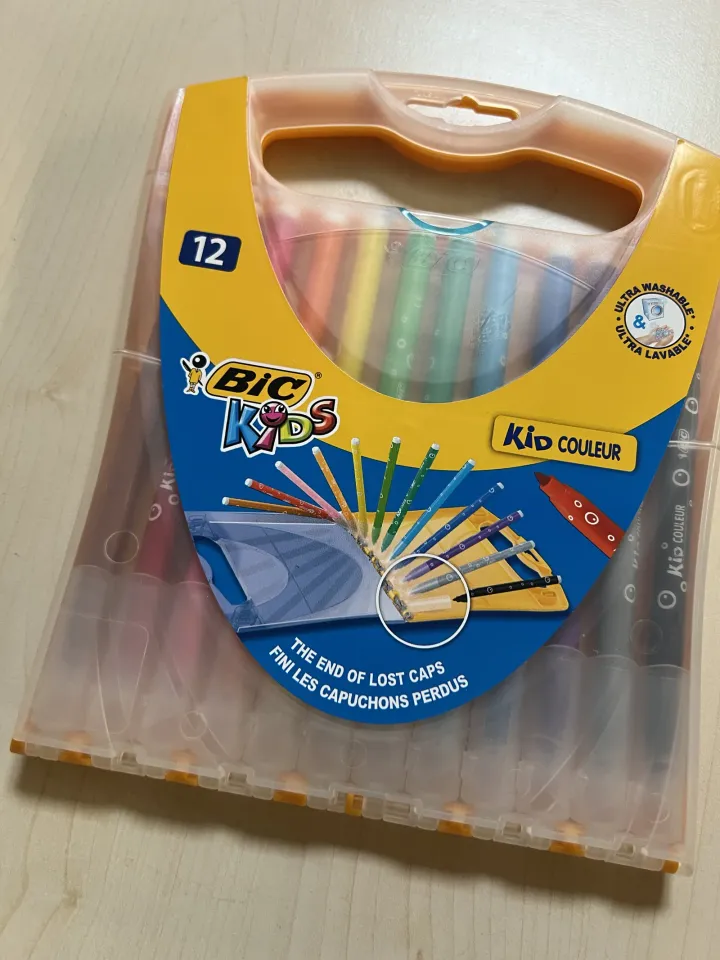 12
ULTRA WASHABLE*
&
ULTRA LAVABLE*
BiC®
KiDS
KiD COULEUR
THE END OF LOST CAPS
FINI LES CAPUCHONS PERDUS
KiD COULEUR